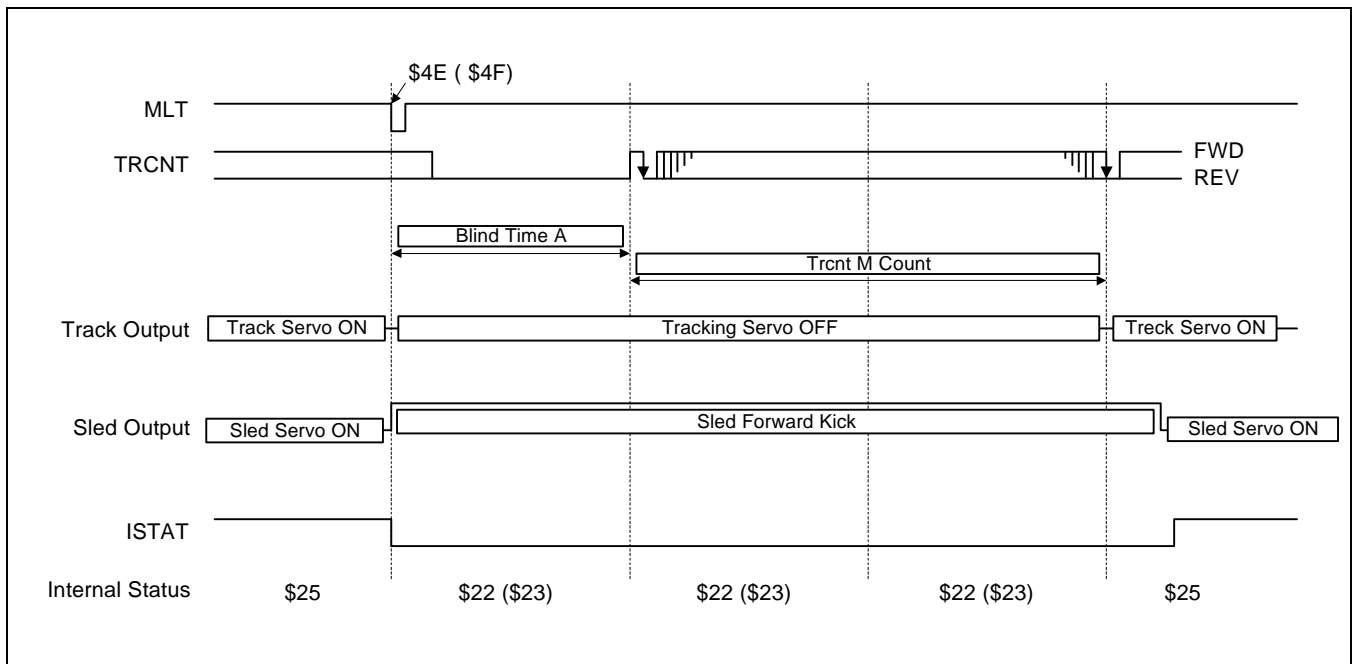 $4E ( $4F)
MLT
TRCNT
FWD
REV
Blind Time A
Trcnt M Count
Track Output
Track Servo ON
Tracking Servo OFF
Treck Servo ON
Sled Output
Sled Servo ON
Sled Forward Kick
Sled Servo ON
ISTAT
Internal Status
$25
$22 ($23)
$22 ($23)
$22 ($23)
$25